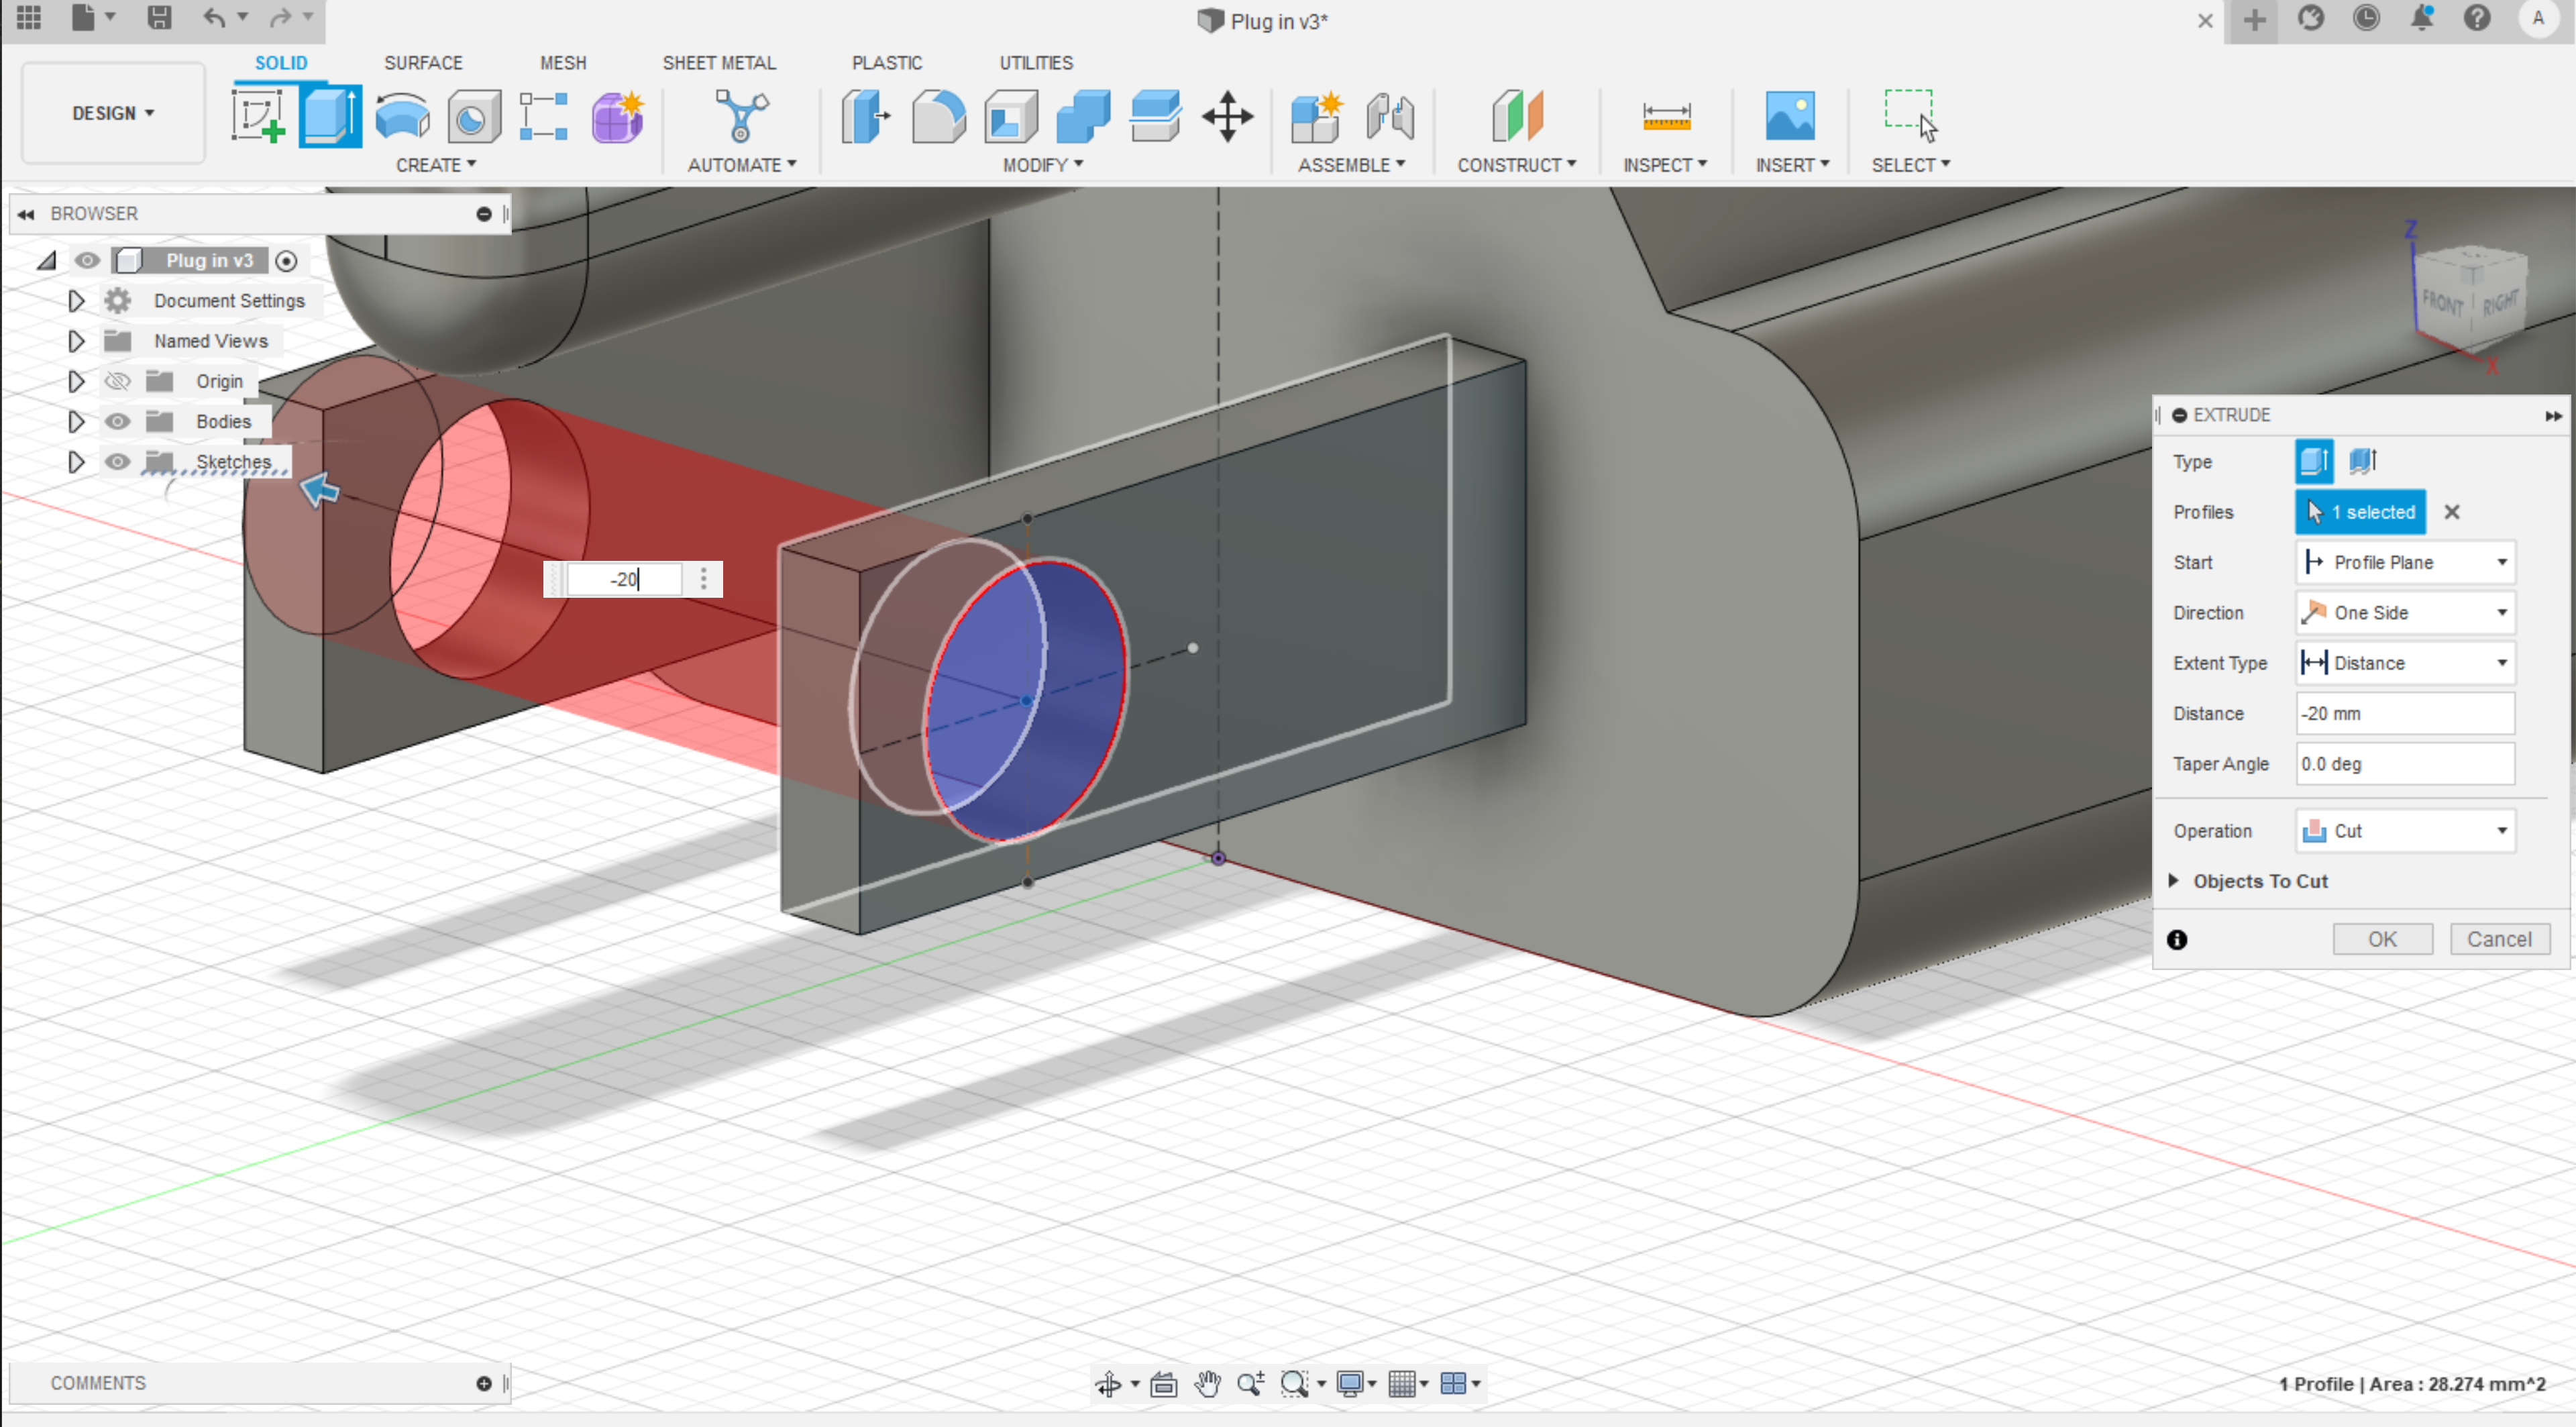 Plug in v3*
A
SOLID SURFACE MESH SHEET METAL PLASTIC UTILITIES
DESIGN
CREATE AUTOMATE MODIFY ASSEMBLE CONSTRUCT INSPECT INSERT SELECT
BROWSER
Plug in v3
Document Settings
Named Views
Origin
Bodies
Sketches
-20
Z
FRONT RIGHT
X
EXTRUDE
Type
Profiles 1 selected
Start Profile Plane
Direction One Side
Extent Type Distance
Distance -20 mm
Taper Angle 0.0 deg
Operation Cut
Objects To Cut
OK Cancel
COMMENTS
1 Profile | Area : 28.274 mm^2